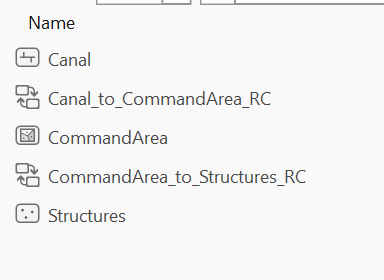 Name
Canal
Canal_to_CommandArea_RC
CommandArea
CommandArea_to_Structures_RC
Structures